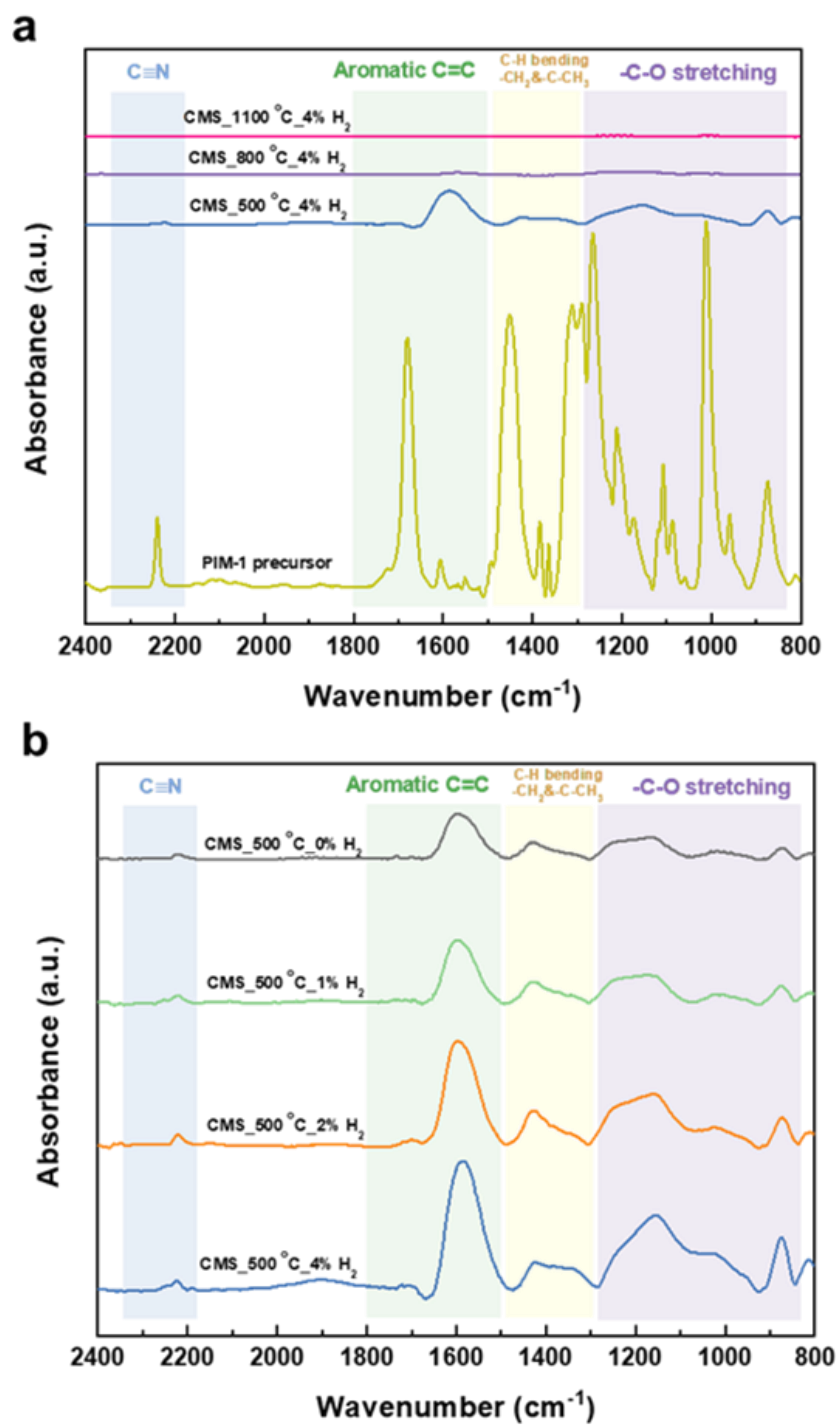 a
C≡N
Aromatic C=C
C-H bending
-CH₂&-C-CH₃
-C-O stretching
CMS_1100 °C_4% H₂
CMS_800 °C_4% H₂
CMS_500 °C_4% H₂
PIM-1 precursor
Absorbance (a.u.)
2400 2200 2000 1800 1600 1400 1200 1000 800
Wavenumber (cm⁻¹)
b
C≡N
Aromatic C=C
C-H bending
-CH₂&-C-CH₃
-C-O stretching
CMS_500 °C_0% H₂
CMS_500 °C_1% H₂
CMS_500 °C_2% H₂
CMS_500 °C_4% H₂
Absorbance (a.u.)
2400 2200 2000 1800 1600 1400 1200 1000 800
Wavenumber (cm⁻¹)